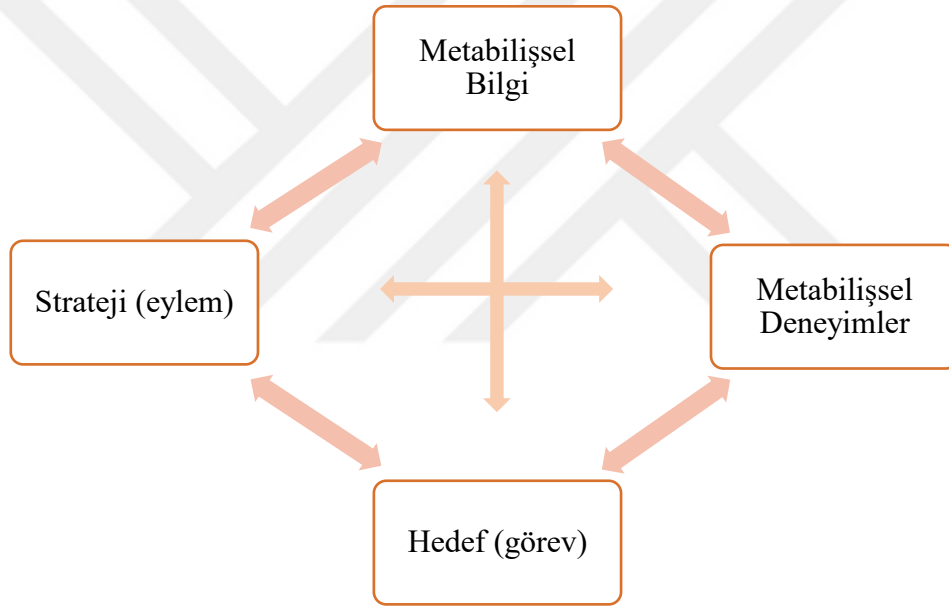 Metabilişsel
Bilgi
Strateji (eylem)
Metabilişsel
Deneyimler
Hedef (görev)